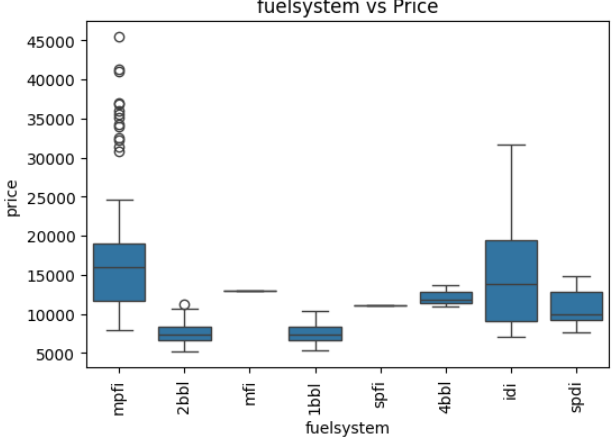 fuelsystem vs Price
price
45000
40000
35000
30000
25000
20000
15000
10000
5000
mpfi
2bbl
mfi
1bbl
spfi
4bbl
idi
spdi
fuelsystem